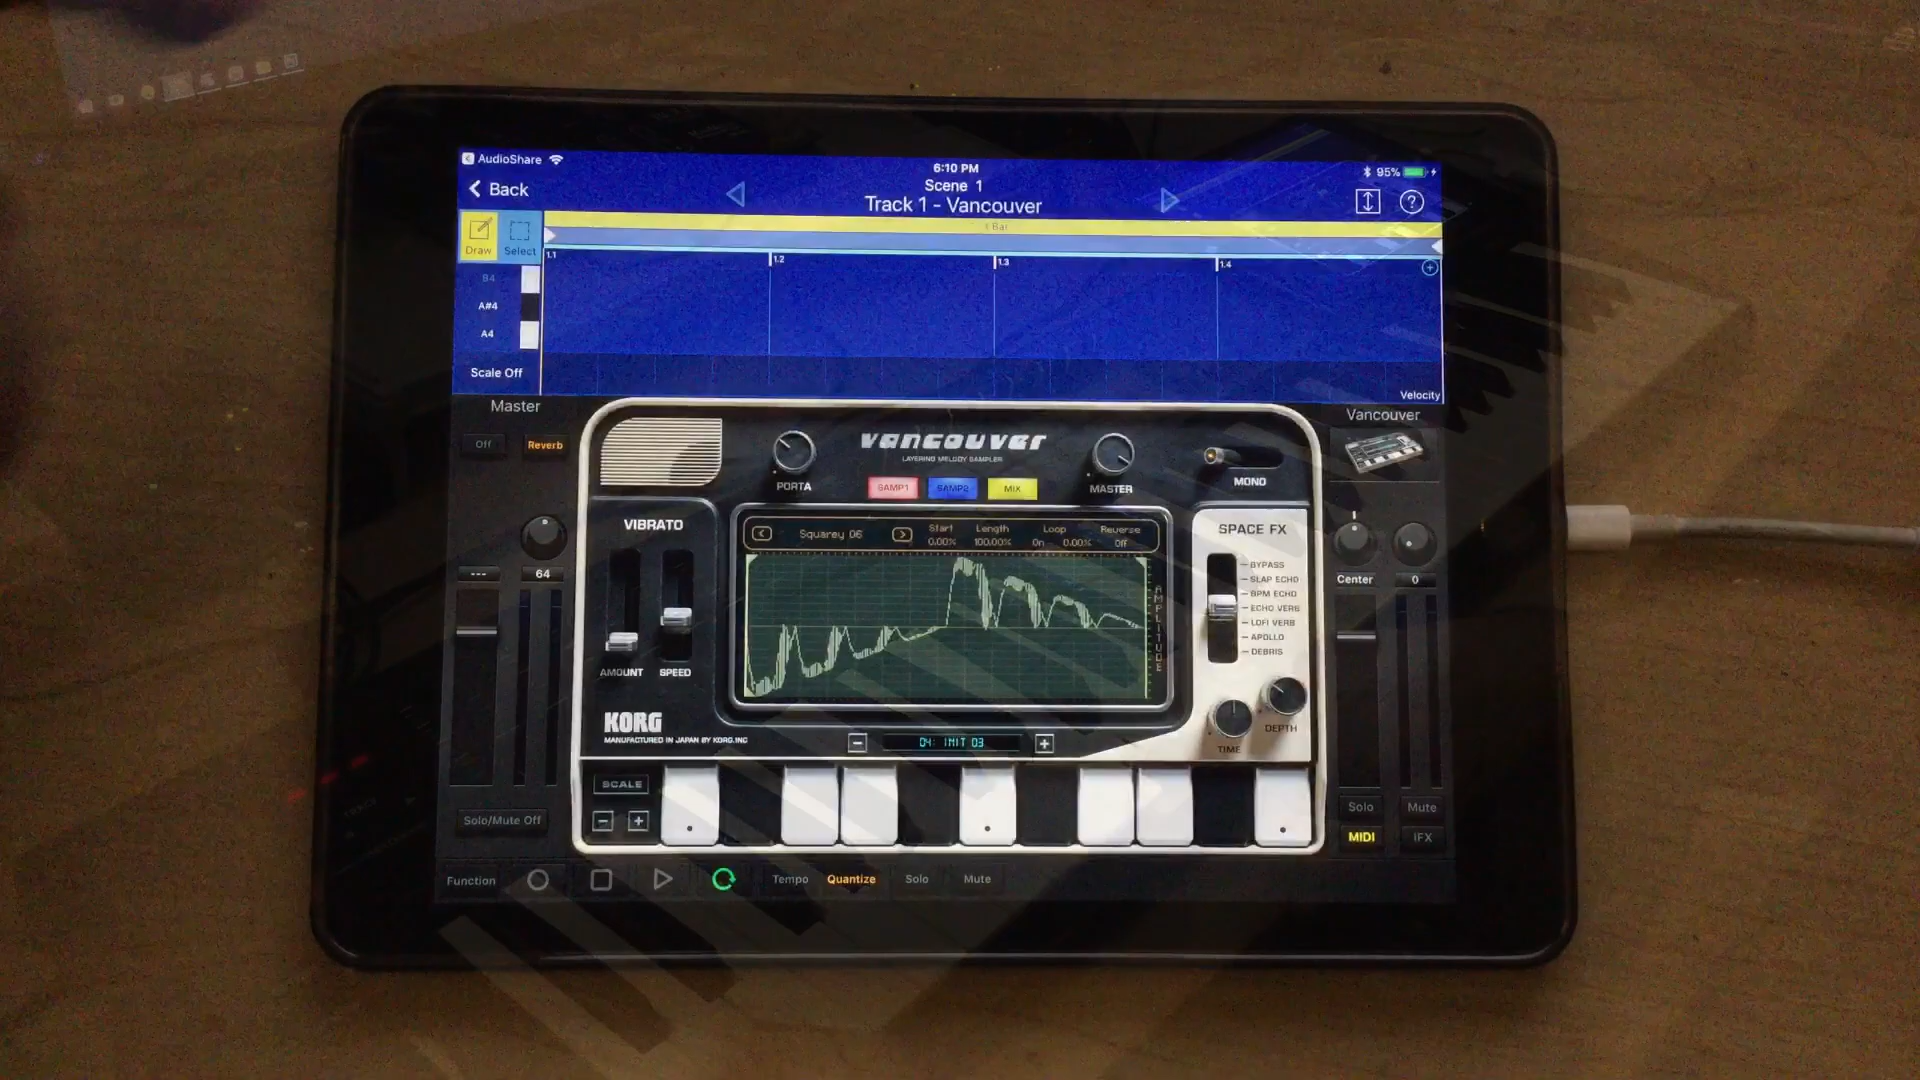 AudioShare
6:10 PM
95%
Back
Scene 1
Track 1 - Vancouver
Draw
Select
1 Bar
1.1
1.2
1.3
1.4
B4
A#4
A4
Scale Off
Velocity
Master
Vancouver
Off
Reverb
vancouver
LAYERING MELODY SAMPLER
PORTA
MASTER
MONO
SAMP1
SAMP2
MIX
VIBRATO
SPACE FX
Squarey 06
Start
Length
Loop
Reverse
0.00%
100.00%
On
0.00%
Off
AMPLITUDE
BYPASS
SLAP ECHO
BPM ECHO
ECHO VERB
LOFI VERB
APOLLO
DEBRIS
---
64
Center
0
AMOUNT
SPEED
KORG
MANUFACTURED IN JAPAN BY KORG.INC
04: INIT 03
TIME
DEPTH
SCALE
Solo/Mute Off
Solo
Mute
MIDI
IFX
Function
Tempo
Quantize
Solo
Mute